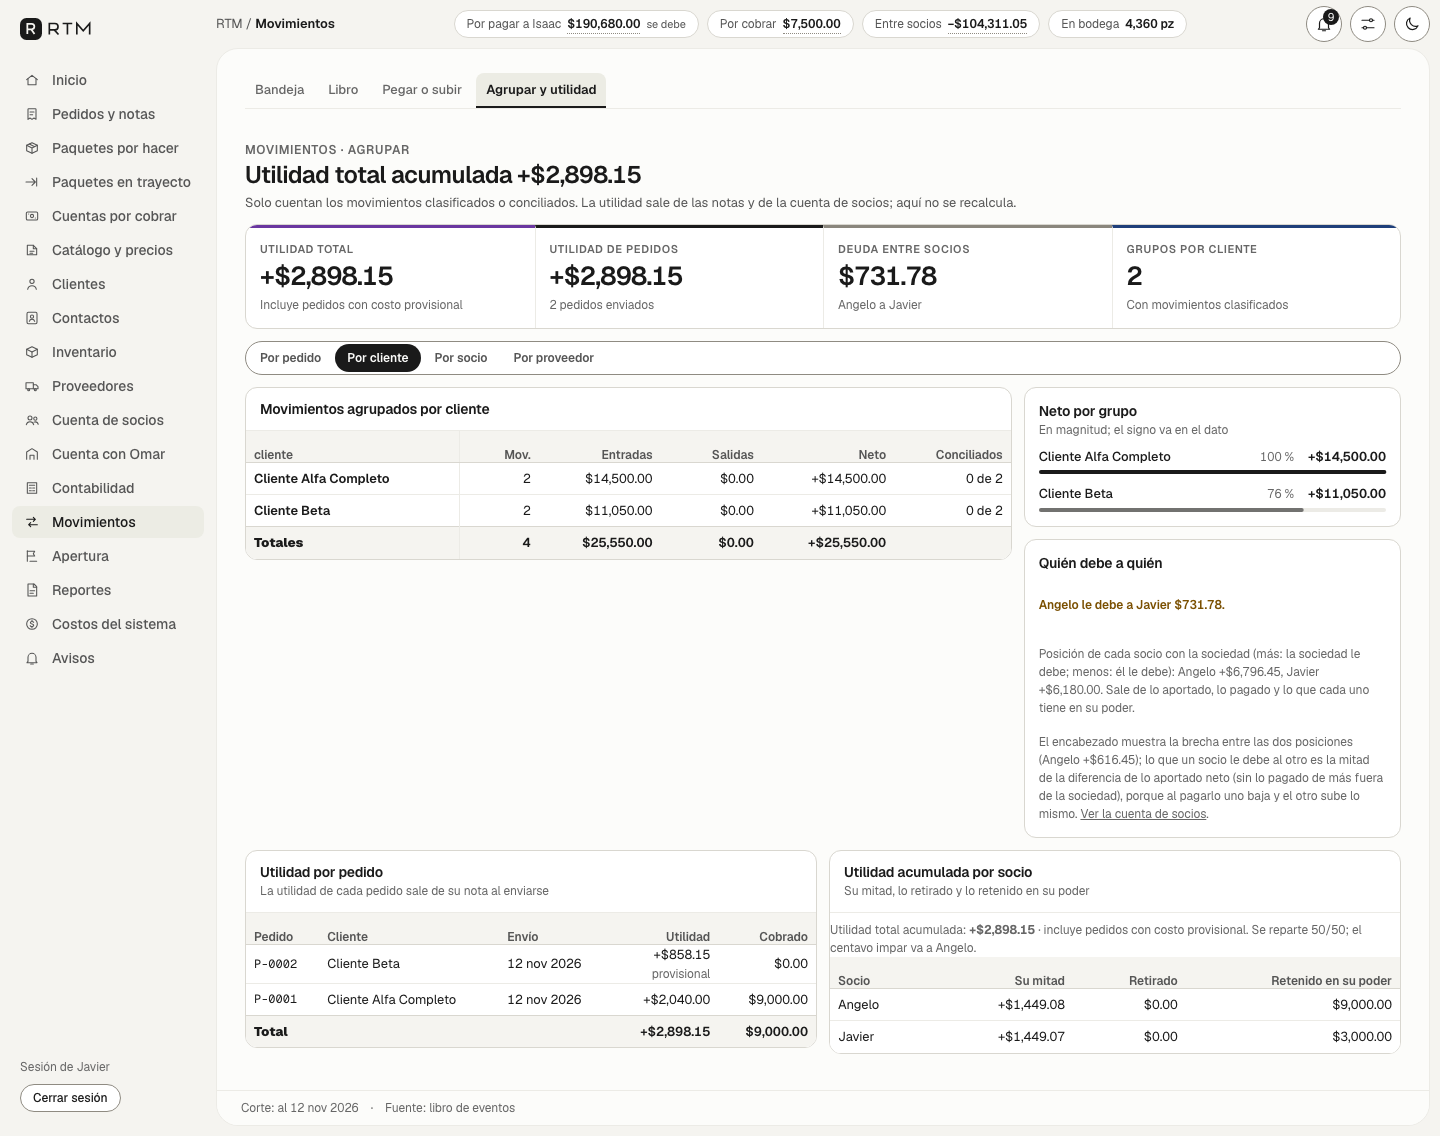 R RTM
RTM / Movimientos
Por pagar a Isaac $190,680.00 se debe
Por cobrar $7,500.00
Entre socios −$104,311.05
En bodega 4,360 pz
9
Inicio
Pedidos y notas
Paquetes por hacer
Paquetes en trayecto
Cuentas por cobrar
Catálogo y precios
Clientes
Contactos
Inventario
Proveedores
Cuenta de socios
Cuenta con Omar
Contabilidad
Movimientos
Apertura
Reportes
Costos del sistema
Avisos
Sesión de Javier
Cerrar sesión
Bandeja Libro Pegar o subir Agrupar y utilidad
MOVIMIENTOS · AGRUPAR
Utilidad total acumulada +$2,898.15
Solo cuentan los movimientos clasificados o conciliados. La utilidad sale de las notas y de la cuenta de socios; aquí no se recalcula.
UTILIDAD TOTAL
+$2,898.15
Incluye pedidos con costo provisional
UTILIDAD DE PEDIDOS
+$2,898.15
2 pedidos enviados
DEUDA ENTRE SOCIOS
$731.78
Angelo a Javier
GRUPOS POR CLIENTE
2
Con movimientos clasificados
Por pedido Por cliente Por socio Por proveedor
Movimientos agrupados por cliente
cliente Mov. Entradas Salidas Neto Conciliados
Cliente Alfa Completo 2 $14,500.00 $0.00 +$14,500.00 0 de 2
Cliente Beta 2 $11,050.00 $0.00 +$11,050.00 0 de 2
Totales 4 $25,550.00 $0.00 +$25,550.00
Neto por grupo
En magnitud; el signo va en el dato
Cliente Alfa Completo 100 % +$14,500.00
Cliente Beta 76 % +$11,050.00
Quién debe a quién
Angelo le debe a Javier $731.78.
Posición de cada socio con la sociedad (más: la sociedad le
debe; menos: él le debe): Angelo +$6,796.45, Javier
+$6,180.00. Sale de lo aportado, lo pagado y lo que cada uno
tiene en su poder.
El encabezado muestra la brecha entre las dos posiciones
(Angelo +$616.45); lo que un socio le debe al otro es la mitad
de la diferencia de lo aportado neto (sin lo pagado de más fuera
de la sociedad), porque al pagarlo uno baja y el otro sube lo
mismo. Ver la cuenta de socios.
Utilidad por pedido
La utilidad de cada pedido sale de su nota al enviarse
Pedido Cliente Envío Utilidad Cobrado
P-0002 Cliente Beta 12 nov 2026 +$858.15 provisional $0.00
P-0001 Cliente Alfa Completo 12 nov 2026 +$2,040.00 $9,000.00
Total +$2,898.15 $9,000.00
Utilidad acumulada por socio
Su mitad, lo retirado y lo retenido en su poder
Utilidad total acumulada: +$2,898.15 · incluye pedidos con costo provisional. Se reparte 50/50; el
centavo impar va a Angelo.
Socio Su mitad Retirado Retenido en su poder
Angelo +$1,449.08 $0.00 $9,000.00
Javier +$1,449.07 $0.00 $3,000.00
Corte: al 12 nov 2026 · Fuente: libro de eventos